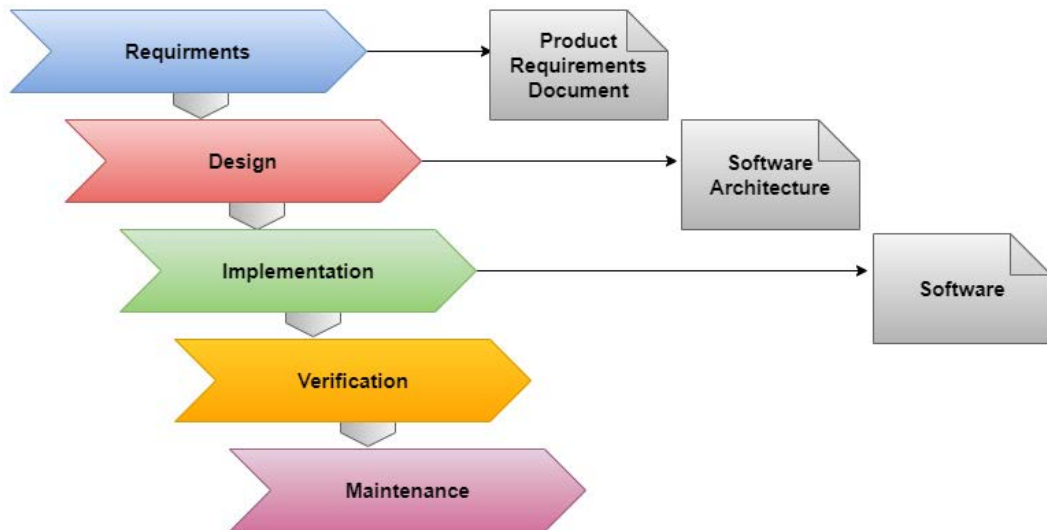 Requirments
Product
Requirements
Document
Design
Software
Architecture
Implementation
Software
Verification
Maintenance